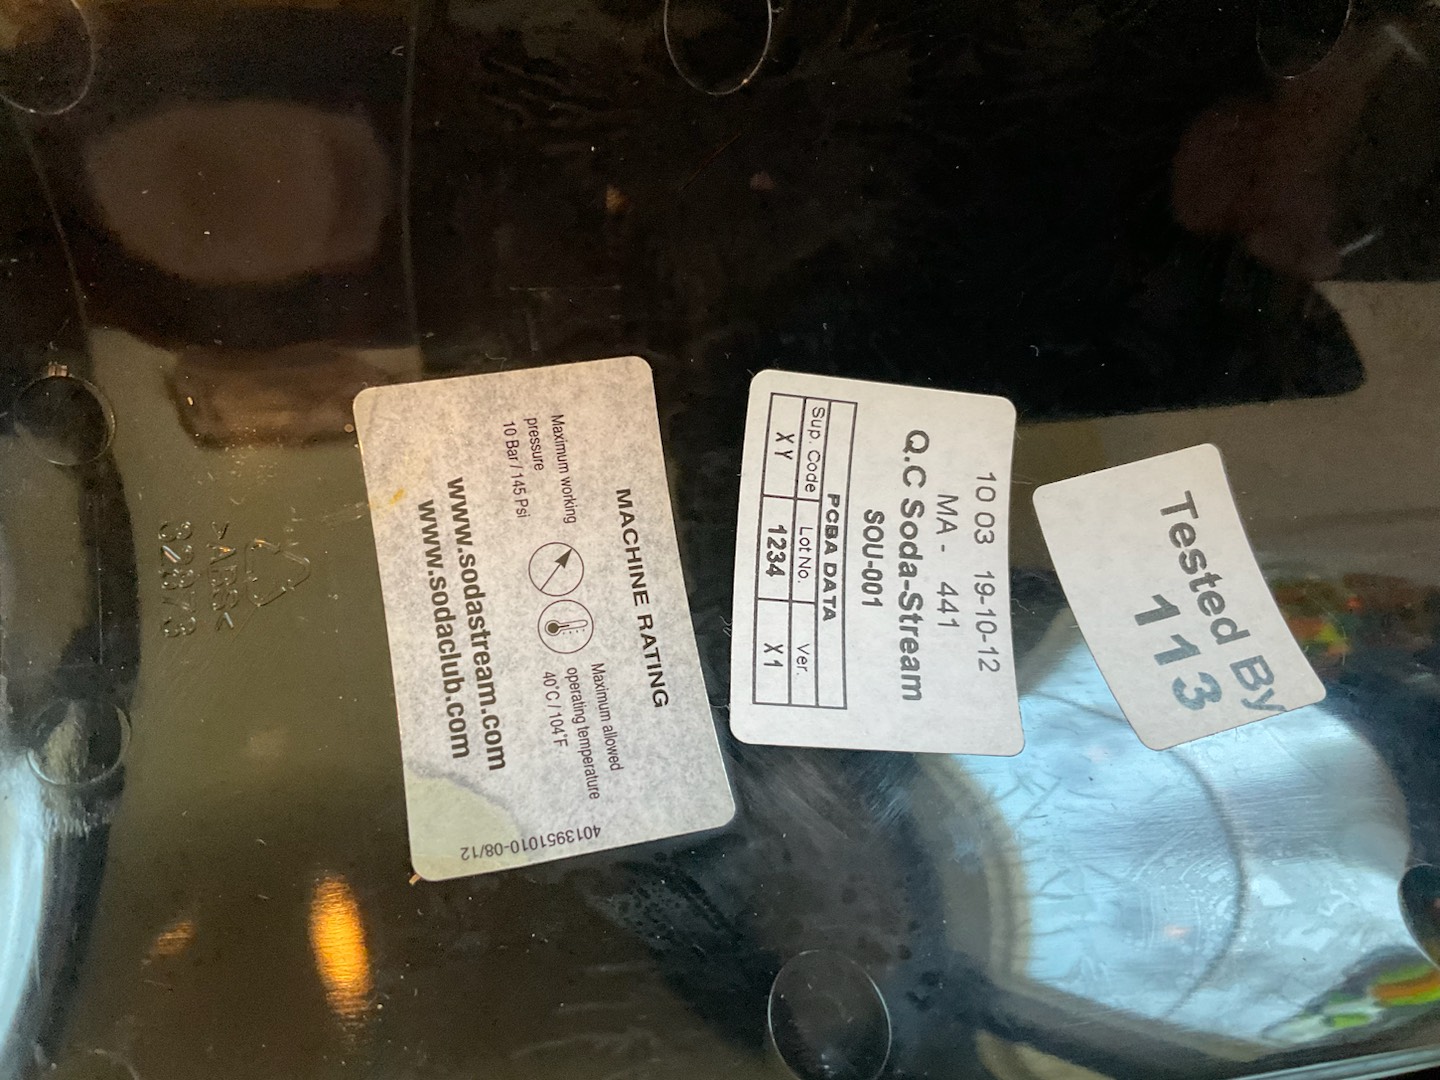 MACHINE RATING
Maximum working
pressure
10 Bar / 145 Psi
Maximum allowed
operating temperature
40°C / 104°F
www.sodastream.com
www.sodaclub.com
4013951010-08/12
10 03 19-10-12
MA - 441
Q.C Soda-Stream
SOU-001
PCBA DATA
Sup. Code Lot No. Ver.
XY 1234 X1
Tested By
113
>ABS<